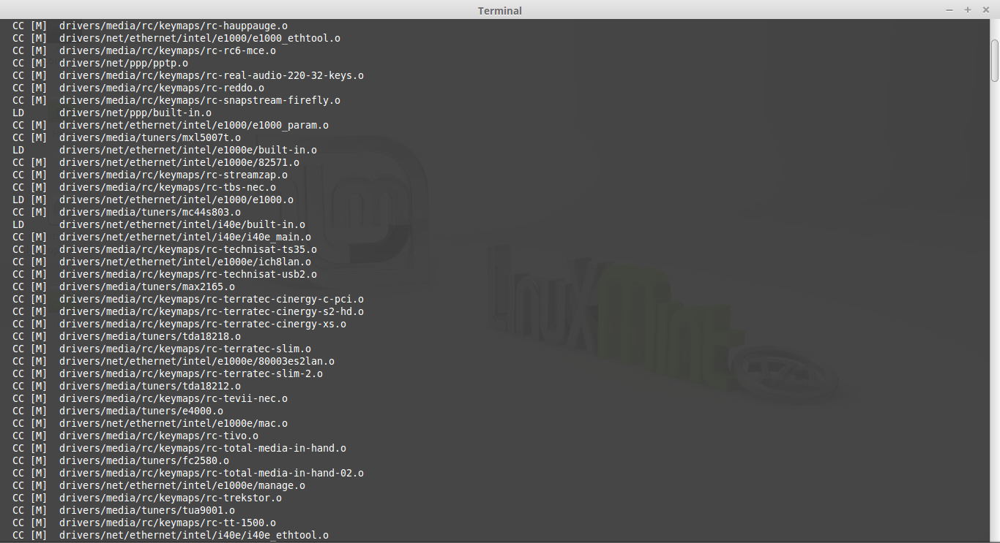 Terminal
CC [M]  drivers/media/rc/keymaps/rc-hauppauge.o
CC [M]  drivers/net/ethernet/intel/e1000/e1000_ethtool.o
CC [M]  drivers/media/rc/keymaps/rc-rc6-mce.o
CC [M]  drivers/net/ppp/pptp.o
CC [M]  drivers/media/rc/keymaps/rc-real-audio-220-32-keys.o
CC [M]  drivers/media/rc/keymaps/rc-reddo.o
CC [M]  drivers/media/rc/keymaps/rc-snapstream-firefly.o
LD      drivers/net/ppp/built-in.o
CC [M]  drivers/net/ethernet/intel/e1000/e1000_param.o
CC [M]  drivers/media/tuners/mxl5007t.o
LD      drivers/net/ethernet/intel/e1000e/built-in.o
CC [M]  drivers/net/ethernet/intel/e1000e/82571.o
CC [M]  drivers/media/rc/keymaps/rc-streamzap.o
CC [M]  drivers/media/rc/keymaps/rc-tbs-nec.o
LD [M]  drivers/net/ethernet/intel/e1000/e1000.o
CC [M]  drivers/media/tuners/mc44s803.o
LD      drivers/net/ethernet/intel/i40e/built-in.o
CC [M]  drivers/net/ethernet/intel/i40e/i40e_main.o
CC [M]  drivers/media/rc/keymaps/rc-technisat-ts35.o
CC [M]  drivers/net/ethernet/intel/e1000e/ich8lan.o
CC [M]  drivers/media/rc/keymaps/rc-technisat-usb2.o
CC [M]  drivers/media/tuners/max2165.o
CC [M]  drivers/media/rc/keymaps/rc-terratec-cinergy-c-pci.o
CC [M]  drivers/media/rc/keymaps/rc-terratec-cinergy-s2-hd.o
CC [M]  drivers/media/rc/keymaps/rc-terratec-cinergy-xs.o
CC [M]  drivers/media/tuners/tda18218.o
CC [M]  drivers/media/rc/keymaps/rc-terratec-slim.o
CC [M]  drivers/net/ethernet/intel/e1000e/80003es2lan.o
CC [M]  drivers/media/rc/keymaps/rc-terratec-slim-2.o
CC [M]  drivers/media/tuners/tda18212.o
CC [M]  drivers/media/rc/keymaps/rc-tevii-nec.o
CC [M]  drivers/media/tuners/e4000.o
CC [M]  drivers/net/ethernet/intel/e1000e/mac.o
CC [M]  drivers/media/rc/keymaps/rc-tivo.o
CC [M]  drivers/media/rc/keymaps/rc-total-media-in-hand.o
CC [M]  drivers/media/tuners/fc2580.o
CC [M]  drivers/media/rc/keymaps/rc-total-media-in-hand-02.o
CC [M]  drivers/net/ethernet/intel/e1000e/manage.o
CC [M]  drivers/media/rc/keymaps/rc-trekstor.o
CC [M]  drivers/media/tuners/tua9001.o
CC [M]  drivers/media/rc/keymaps/rc-tt-1500.o
CC [M]  drivers/net/ethernet/intel/i40e/i40e_ethtool.o
Linux Mint